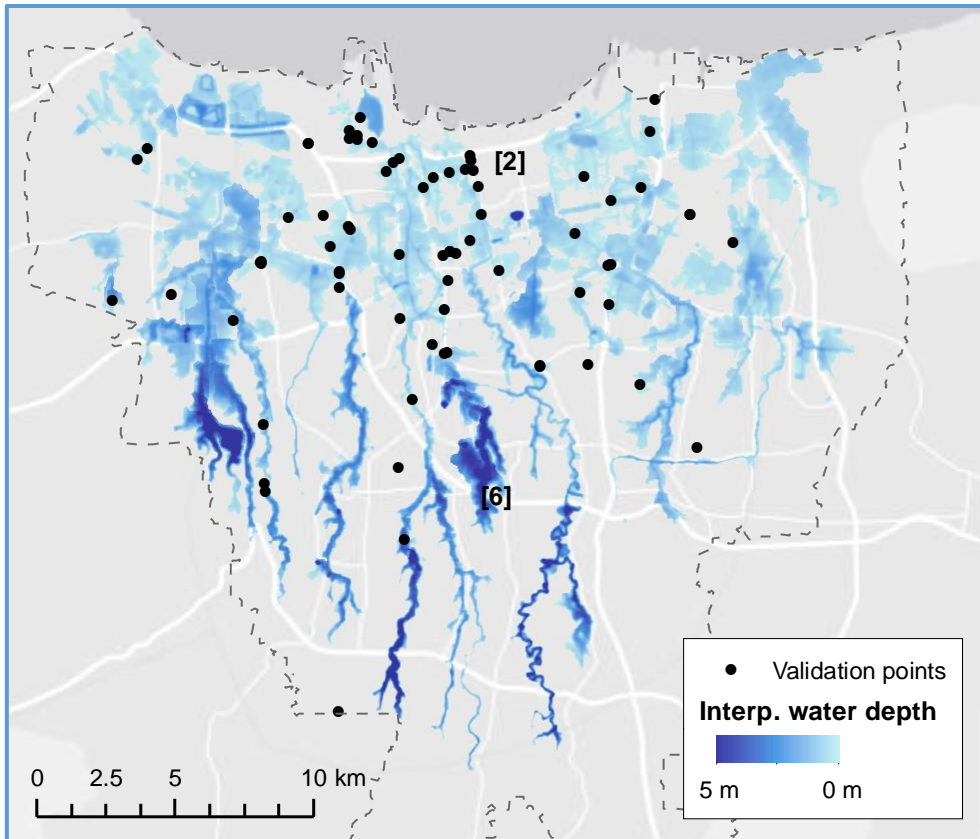 [2]
[6]
Validation points
Interp. water depth
5 m 0 m
0 2.5 5 10 km